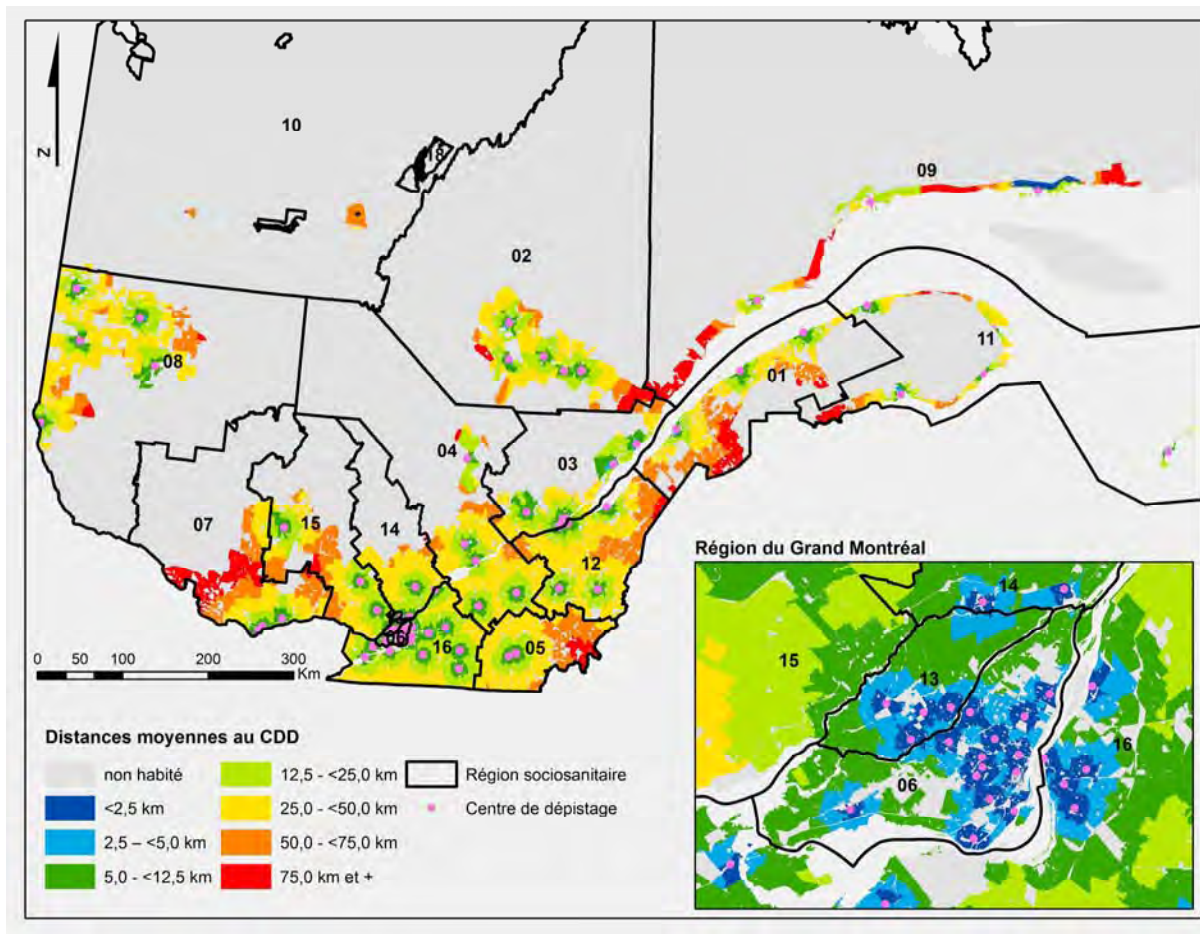 10
18
09
02
Z
08
11
01
04
03
07
15
14
12
06
16
05
0 50 100 200 300
Km
Région du Grand Montréal
14
15
13
16
06
Distances moyennes au CDD
non habité
<2,5 km
2,5 – <5,0 km
5,0 - <12,5 km
12,5 - <25,0 km
25,0 - <50,0 km
50,0 - <75,0 km
75,0 km et +
Région sociosanitaire
Centre de dépistage